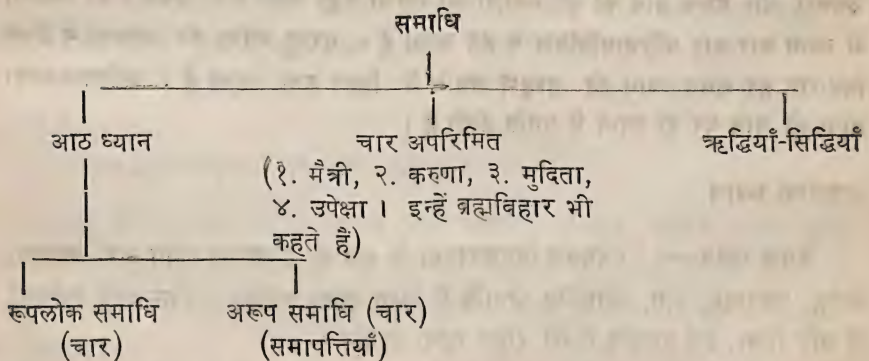 समाधि
आठ ध्यान
चार अपरिमित
ऋद्धियाँ-सिद्धियाँ
(१. मैत्री, २. करुणा, ३. मुदिता,
४. उपेक्षा । इन्हें ब्रह्मविहार भी
कहते हैं)
रूपलोक समाधि
(चार)
अरूप समाधि (चार)
(समापत्तियाँ)